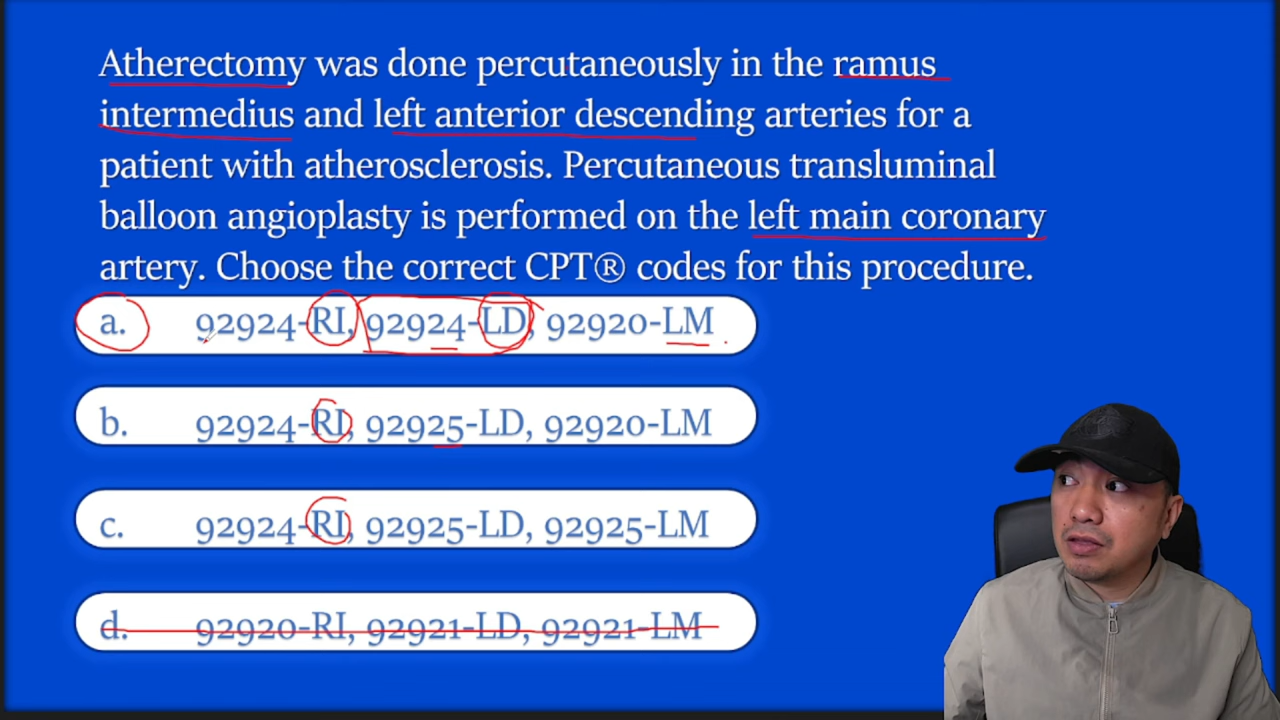 Atherectomy was done percutaneously in the ramus
intermedius and left anterior descending arteries for a
patient with atherosclerosis. Percutaneous transluminal
balloon angioplasty is performed on the left main coronary
artery. Choose the correct CPT® codes for this procedure.
a. 92924-RI, 92924-LD, 92920-LM
b. 92924-RI, 92925-LD, 92920-LM
c. 92924-RI, 92925-LD, 92925-LM
d. 92920-RI, 92921-LD, 92921-LM